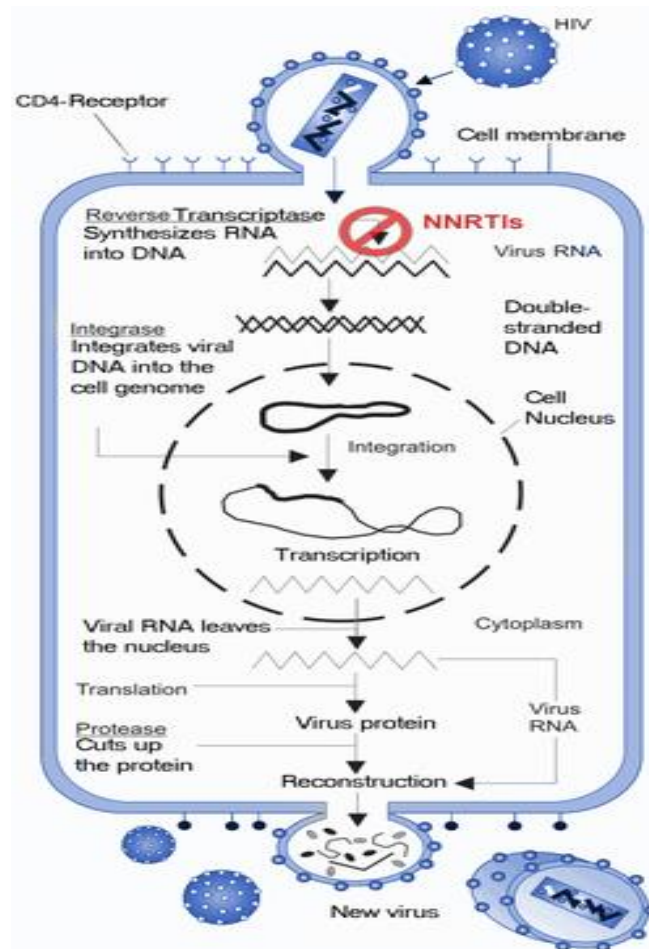 HIV
CD4-Receptor
Cell membrane
Reverse Transcriptase
Synthesizes RNA
into DNA
NNRTIs
Virus RNA
Double-
stranded
DNA
Integrase
Integrates viral
DNA into the
cell genome
Cell
Nucleus
Integration
Transcription
Viral RNA leaves
the nucleus
Cytoplasm
Translation
Virus protein
Virus
RNA
Protease
Cuts up
the protein
Reconstruction
New virus